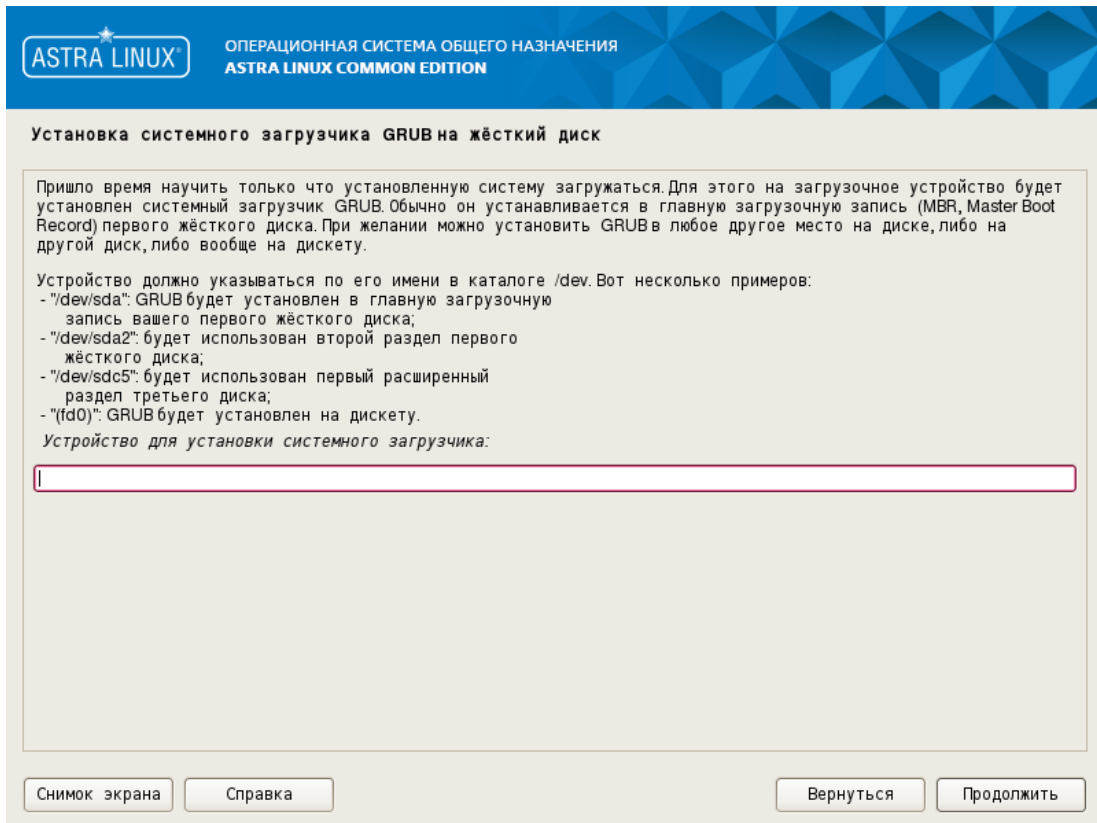 ASTRA LINUX®
ОПЕРАЦИОННАЯ СИСТЕМА ОБЩЕГО НАЗНАЧЕНИЯ
ASTRA LINUX COMMON EDITION
Установка системного загрузчика GRUB на жёсткий диск
Пришло время научить только что установленную систему загружаться. Для этого на загрузочное устройство будет
установлен системный загрузчик GRUB. Обычно он устанавливается в главную загрузочную запись (MBR, Master Boot
Record) первого жёсткого диска. При желании можно установить GRUB в любое другое место на диске, либо на
другой диск, либо вообще на дискету.
Устройство должно указываться по его имени в каталоге /dev. Вот несколько примеров:
- "/dev/sda": GRUB будет установлен в главную загрузочную
запись вашего первого жёсткого диска;
- "/dev/sda2": будет использован второй раздел первого
жёсткого диска;
- "/dev/sdc5": будет использован первый расширенный
раздел третьего диска;
- "(fd0)": GRUB будет установлен на дискету.
Устройство для установки системного загрузчика:
Снимок экрана
Справка
Вернуться
Продолжить